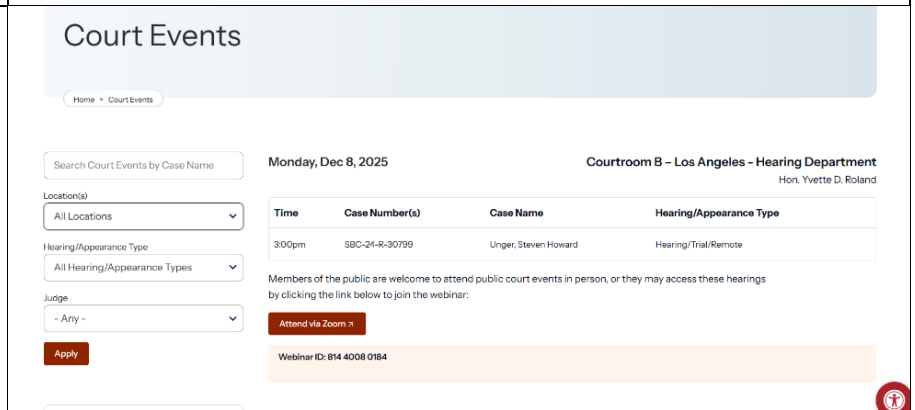 Court Events
Home > Court Events
Search Court Events by Case Name
Location(s)
All Locations
Hearing/Appearance Type
All Hearing/Appearance Types
Judge
- Any -
Apply
Monday, Dec 8, 2025
Courtroom B – Los Angeles - Hearing Department
Hon. Yvette D. Roland
Time Case Number(s) Case Name Hearing/Appearance Type
3:00pm SBC-24-R-30799 Unger, Steven Howard Hearing/Trial/Remote
Members of the public are welcome to attend public court events in person, or they may access these hearings
by clicking the link below to join the webinar:
Attend via Zoom
Webinar ID: 814 4008 0184